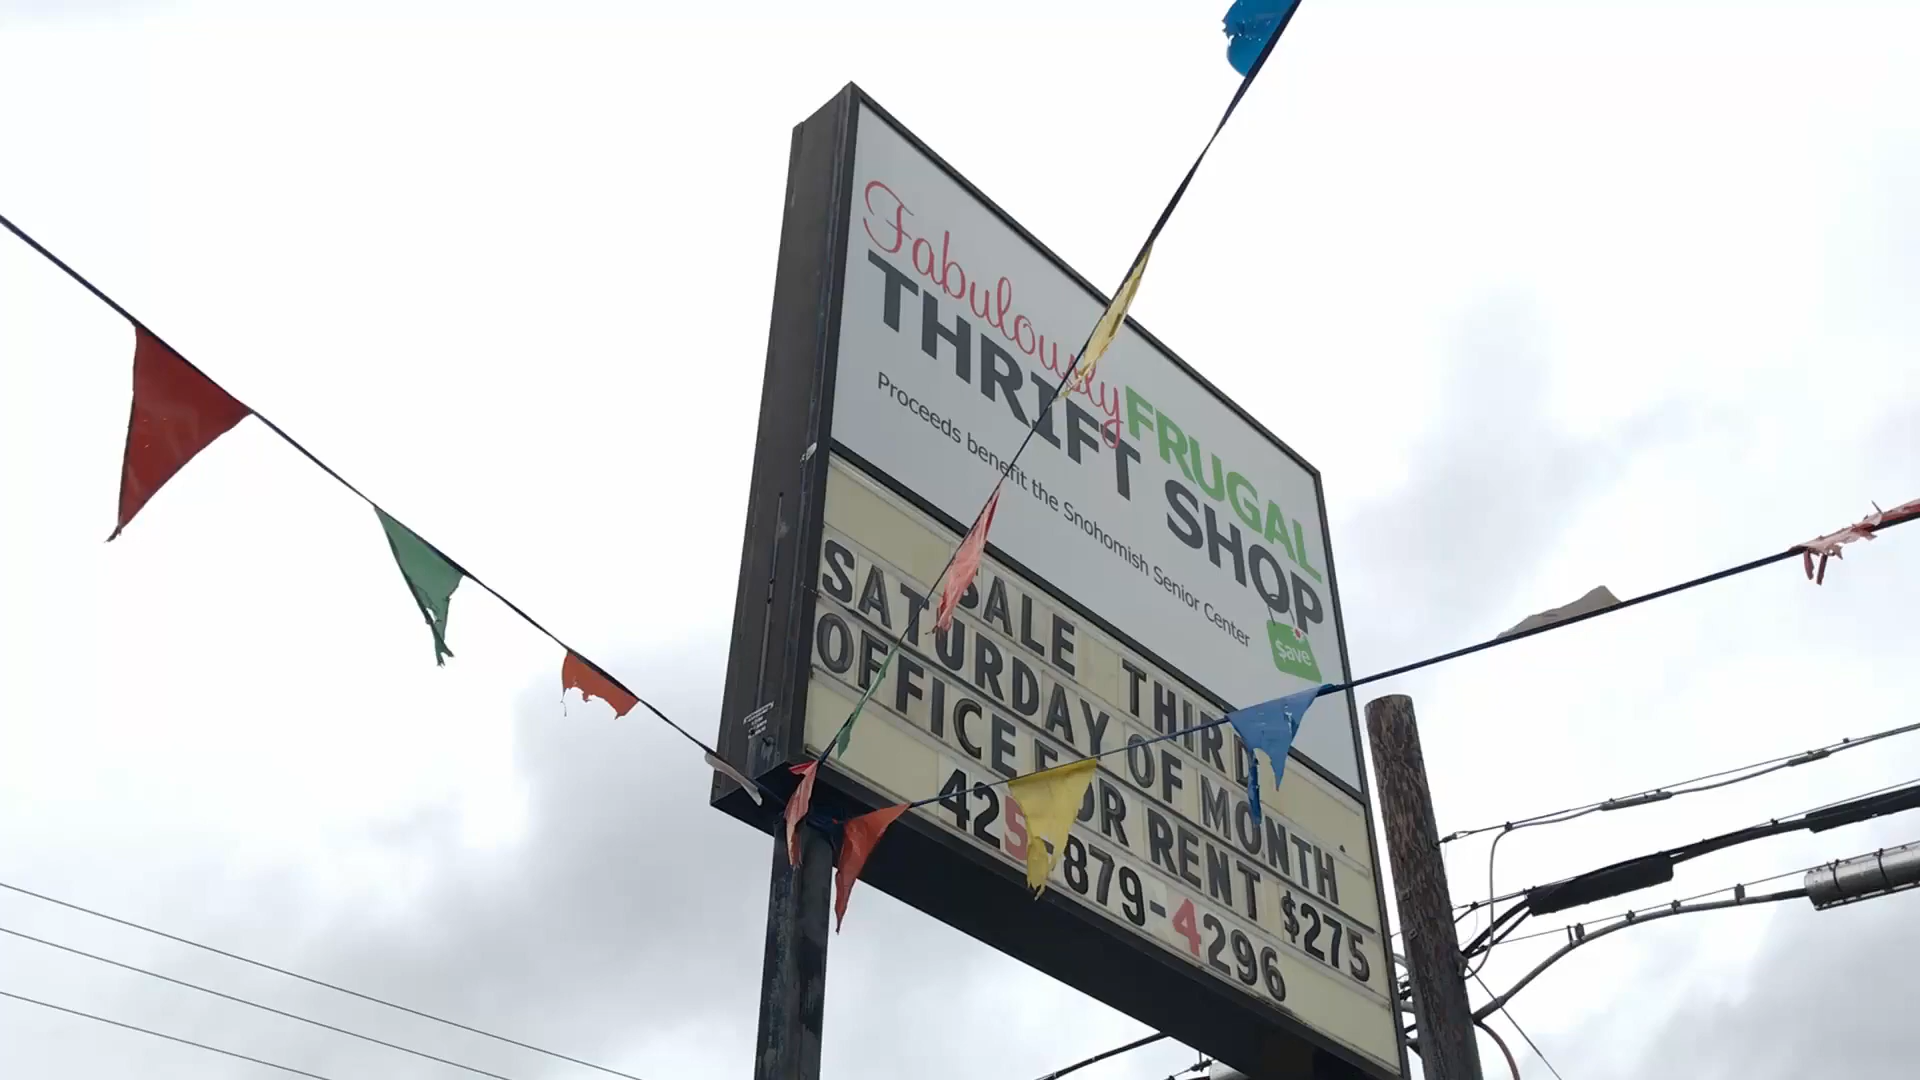 Fabulously FRUGAL
THRIFT SHOP
Proceeds benefit the Snohomish Senior Center
$ave
SALE THIRD
SATURDAY OF MONTH
OFFICE FOR RENT $275
425-879-4296